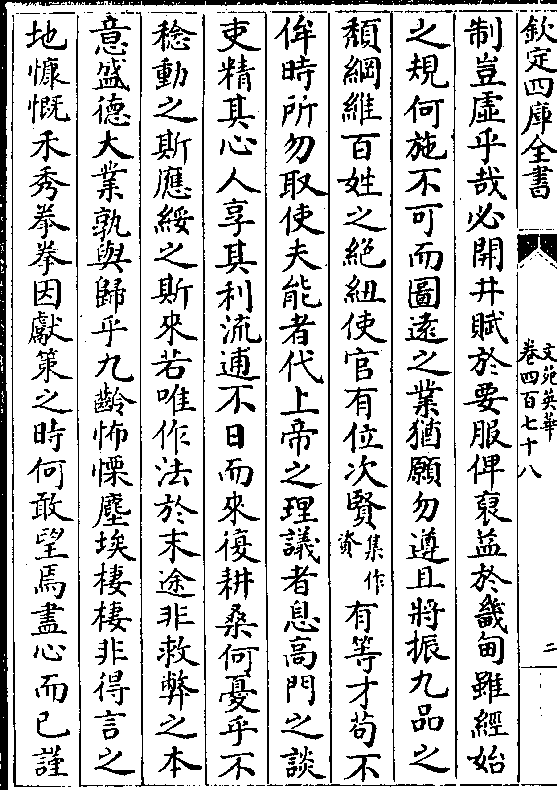 欽定四庫全書
文苑英華
卷四百七十八
二
制豈虛乎哉必開井賦於要服俾裒益於畿甸雖經始
之規何施不可而圖遠之業猶願勿遵且將振九品之
頽綱維百姓之絶紐使官有位次賢集作資有等才苟不
侔時所勿取使夫能者代上帝之理議者息高門之談
吏精其心人享其利流逋不日而來復耕桑何憂乎不
稔動之斯應綏之斯來若唯作法於末途非救弊之本
意盛德大業孰與歸乎九齡怖慄塵埃棲棲非得言之
地慷慨禾秀拳拳因獻策之時何敢望焉盡心而已謹